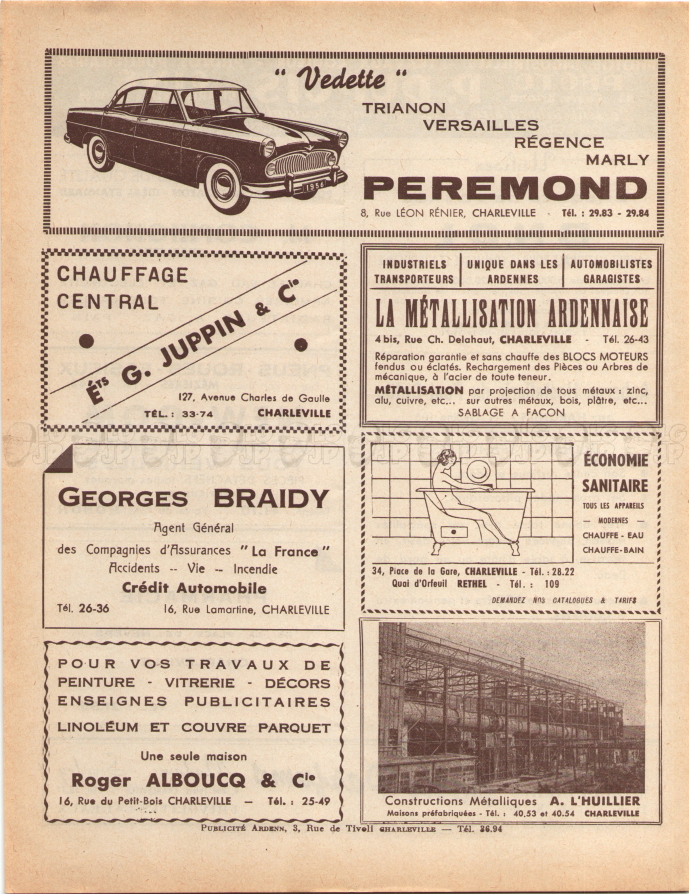 " Vedette "
TRIANON
VERSAILLES
RÉGENCE
MARLY
PEREMOND
8, Rue LÉON RÉNIER, CHARLEVILLE - Tél. : 29.83 - 29.84
1956
CHAUFFAGE
CENTRAL
Éts G. JUPPIN & Cie
127, Avenue Charles de Gaulle
TÉL. : 33-74 CHARLEVILLE
INDUSTRIELS
TRANSPORTEURS
UNIQUE DANS LES
ARDENNES
AUTOMOBILISTES
GARAGISTES
LA MÉTALLISATION ARDENNAISE
4 bis, Rue Ch. Delahaut, CHARLEVILLE - Tél. 26-43
Réparation garantie et sans chauffe des BLOCS MOTEURS
fendus ou éclatés. Rechargement des Pièces ou Arbres de
mécanique, à l'acier de toute teneur.
MÉTALLISATION par projection de tous métaux : zinc,
alu, cuivre, etc... sur autres métaux, bois, plâtre, etc...
SABLAGE A FAÇON
GEORGES BRAIDY
Agent Général
des Compagnies d'Assurances "La France"
Accidents -- Vie -- Incendie
Crédit Automobile
Tél. 26-36 16, Rue Lamartine, CHARLEVILLE
ÉCONOMIE
SANITAIRE
TOUS LES APPAREILS
— MODERNES —
CHAUFFE - EAU
CHAUFFE-BAIN
34, Place de la Gare, CHARLEVILLE - Tél. : 28.22
Quai d'Orfeuil RETHEL - Tél. : 109
DEMANDEZ NOS CATALOGUES & TARIFS
POUR VOS TRAVAUX DE
PEINTURE - VITRERIE - DÉCORS
ENSEIGNES PUBLICITAIRES
LINOLÉUM ET COUVRE PARQUET
Une seule maison
Roger ALBOUCQ & Cie
16, Rue du Petit-Bois CHARLEVILLE — Tél. : 25-49
Constructions Métalliques A. L'HUILLIER
Maisons préfabriquées - Tél. : 40.53 et 40.54 CHARLEVILLE
PUBLICITÉ ARDENN, 3, Rue de Tivoli CHARLEVILLE — Tél. 36.94